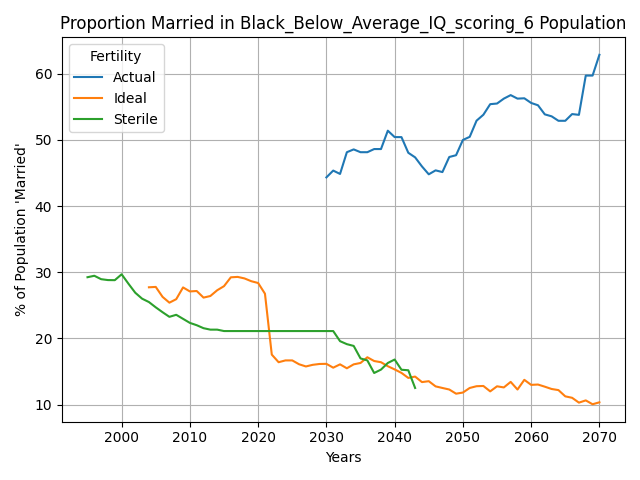 Proportion Married in Black_Below_Average_IQ_scoring_6 Population
Fertility
Actual
Ideal
Sterile
% of Population 'Married'
60
50
40
30
20
10
2000 2010 2020 2030 2040 2050 2060 2070
Years